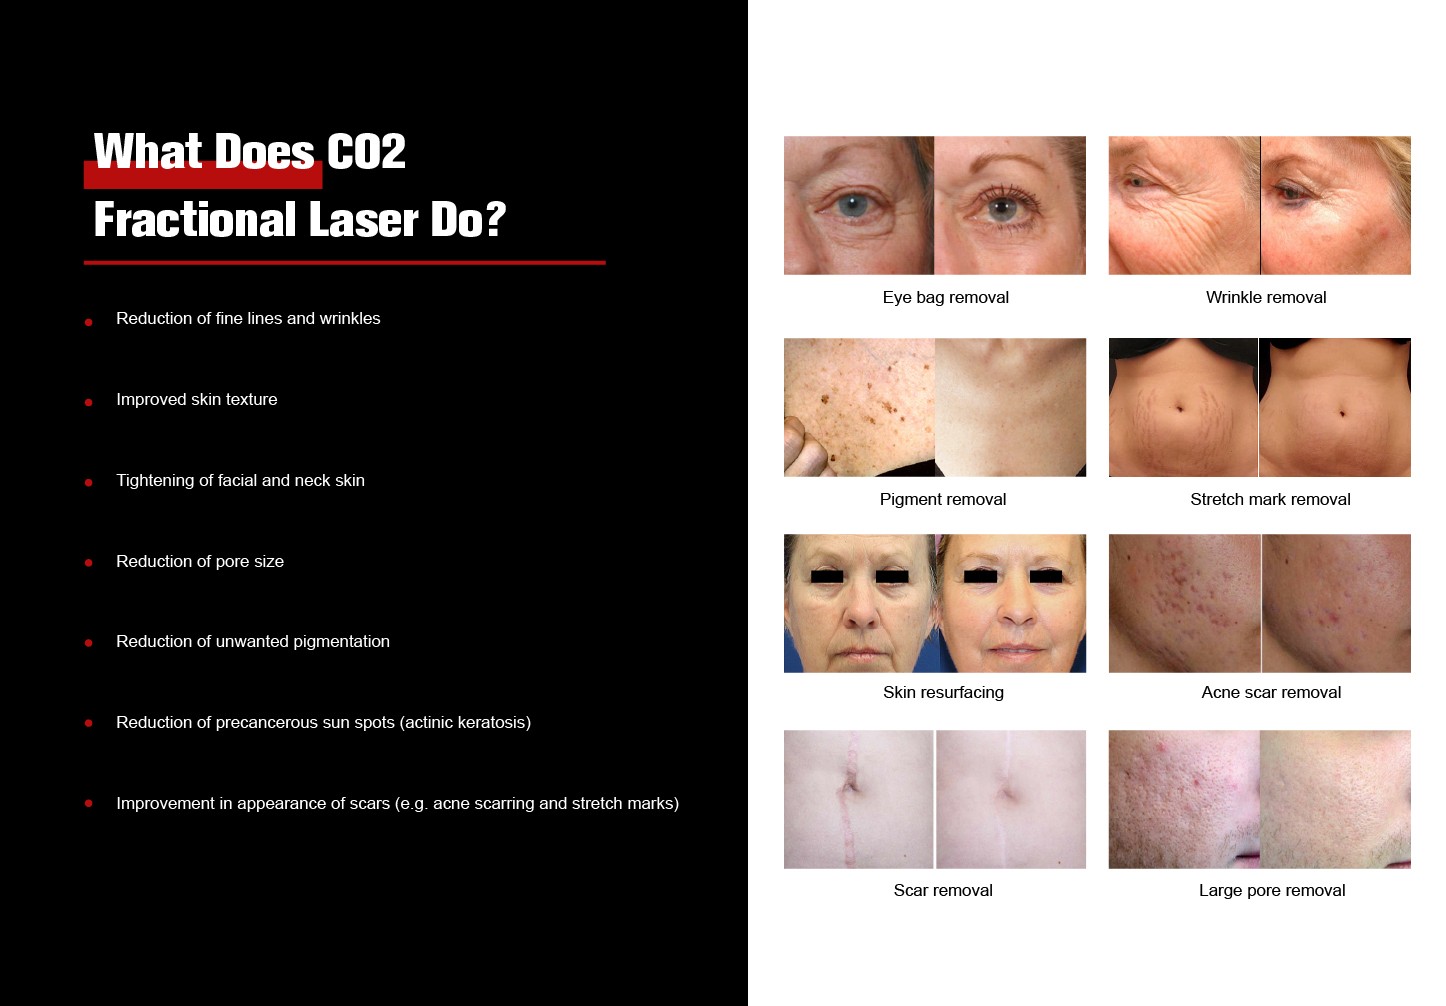 What Does CO2
Fractional Laser Do?
Reduction of fine lines and wrinkles
Improved skin texture
Tightening of facial and neck skin
Reduction of pore size
Reduction of unwanted pigmentation
Reduction of precancerous sun spots (actinic keratosis)
Improvement in appearance of scars (e.g. acne scarring and stretch marks)
Eye bag removal
Wrinkle removal
Pigment removal
Stretch mark removal
Skin resurfacing
Acne scar removal
Scar removal
Large pore removal